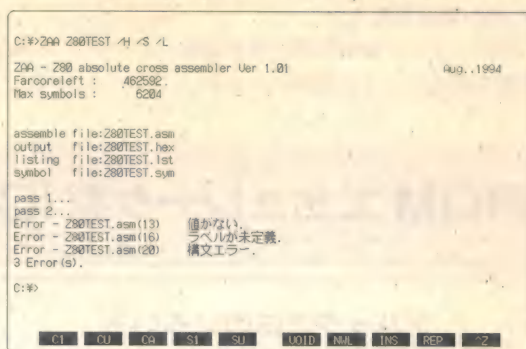 C:¥>ZAA Z80TEST /H /S /L
ZAA - Z80 absolute cross assembler Ver 1.01 Aug..1994
Farcoreleft : 462592.
Max symbols : 6204
assemble file:Z80TEST.asm
output file:Z80TEST.hex
listing file:Z80TEST.lst
symbol file:Z80TEST.sym
pass 1...
pass 2...
Error - Z80TEST.asm(13) 値がない.
Error - Z80TEST.asm(16) ラベルが未定義.
Error - Z80TEST.asm(20) 構文エラー.
3 Error(s).
C:¥>
C1 CU CA S1 SU VOID NWL INS REP ^Z